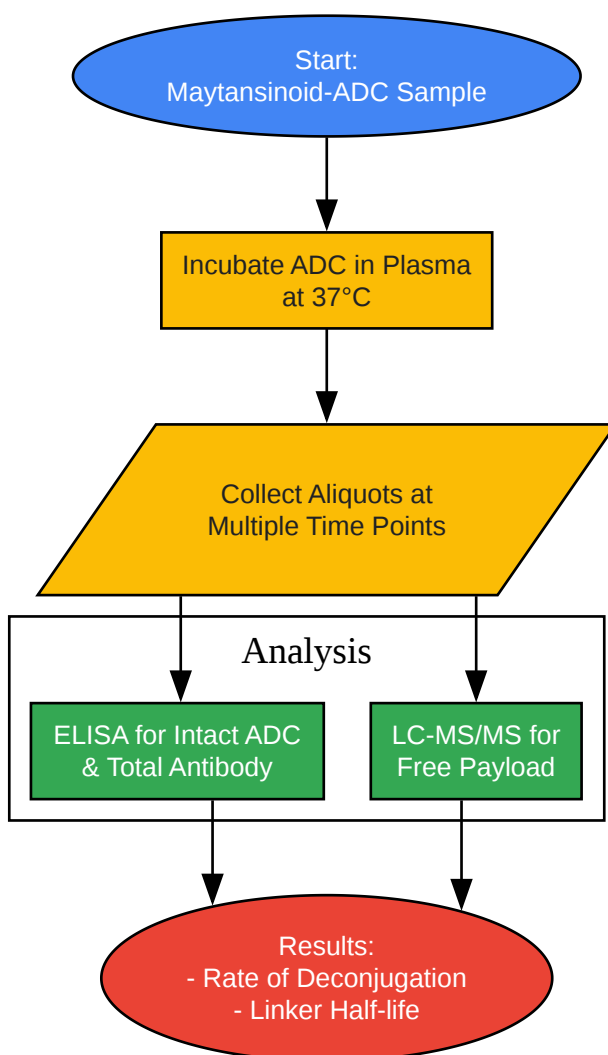 Start:
Maytansinoid-ADC Sample
Incubate ADC in Plasma
at 37°C
Collect Aliquots at
Multiple Time Points
Analysis
ELISA for Intact ADC
& Total Antibody
LC-MS/MS for
Free Payload
Results:
- Rate of Deconjugation
- Linker Half-life